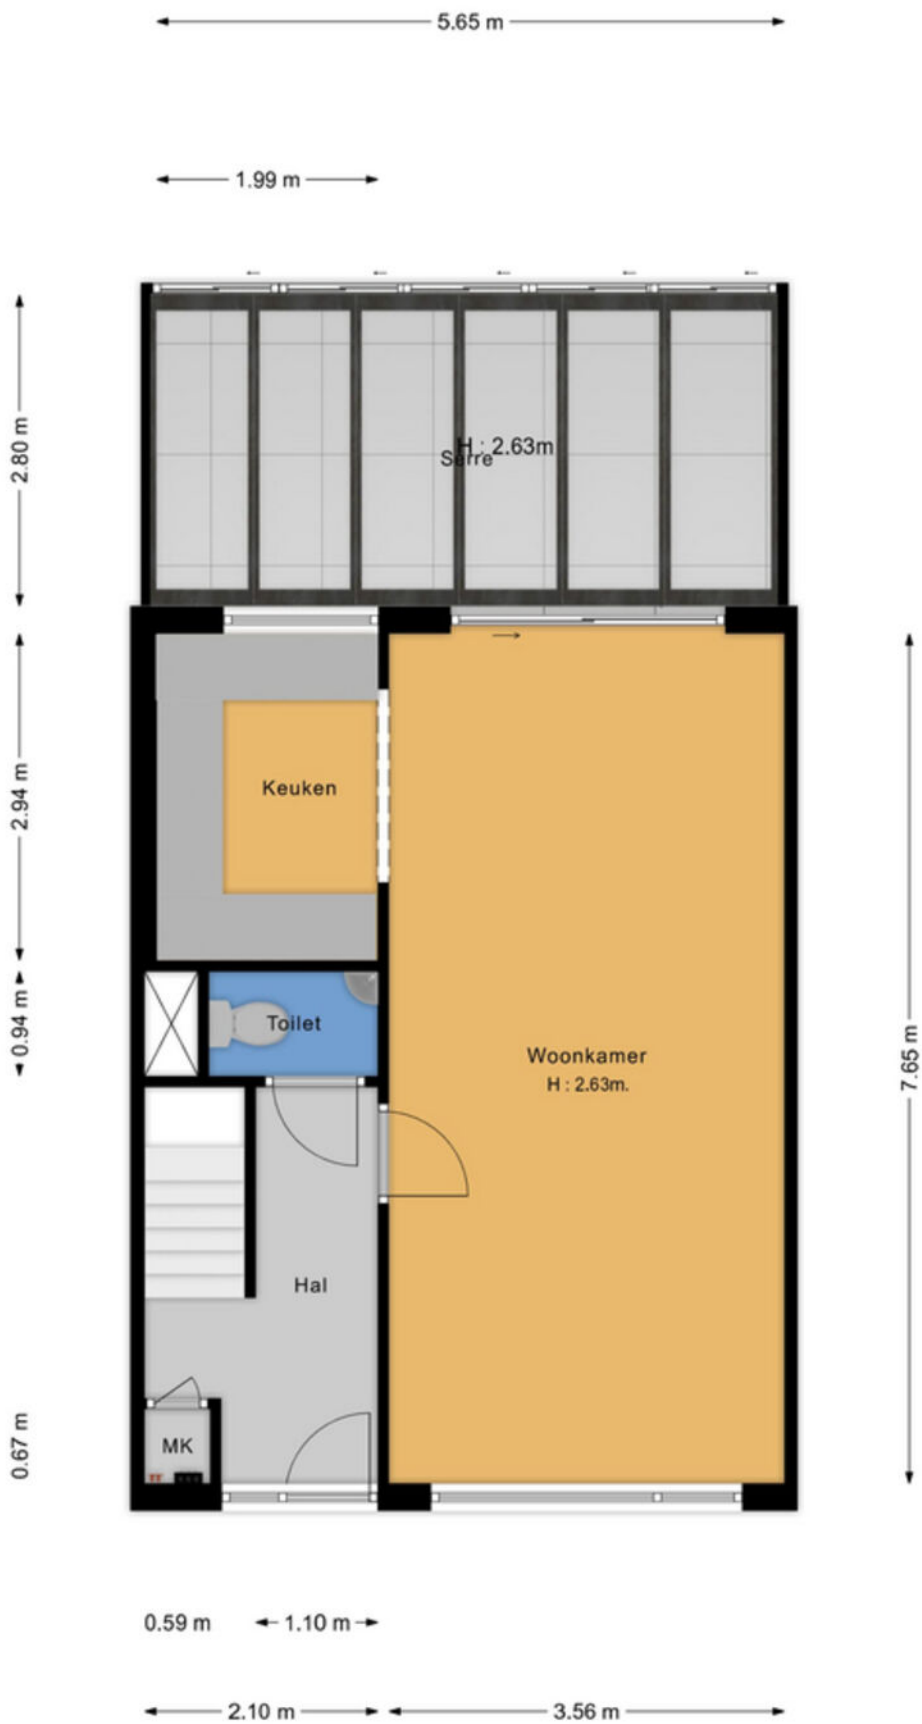 5.65 m
1.99 m
2.80 m
H : 2.63m
Serre
2.94 m
Keuken
0.94 m
Toilet
Woonkamer
H : 2.63m.
7.65 m
Hal
0.67 m
MK
0.59 m
1.10 m
2.10 m
3.56 m